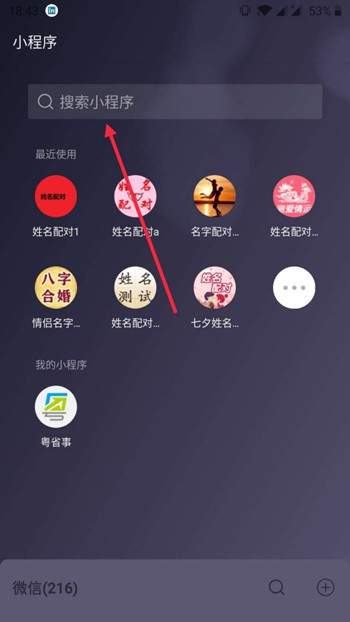 18:43
53%
小程序
搜索小程序
最近使用
姓名配对
姓名
配对
姓名配对1
姓名配对a
名字配对...
姓名配...
八字
合婚
姓名
测试
姓名
配对
情侣名字...
姓名配对...
七夕姓名...
我的小程序
粤省事
微信(216)